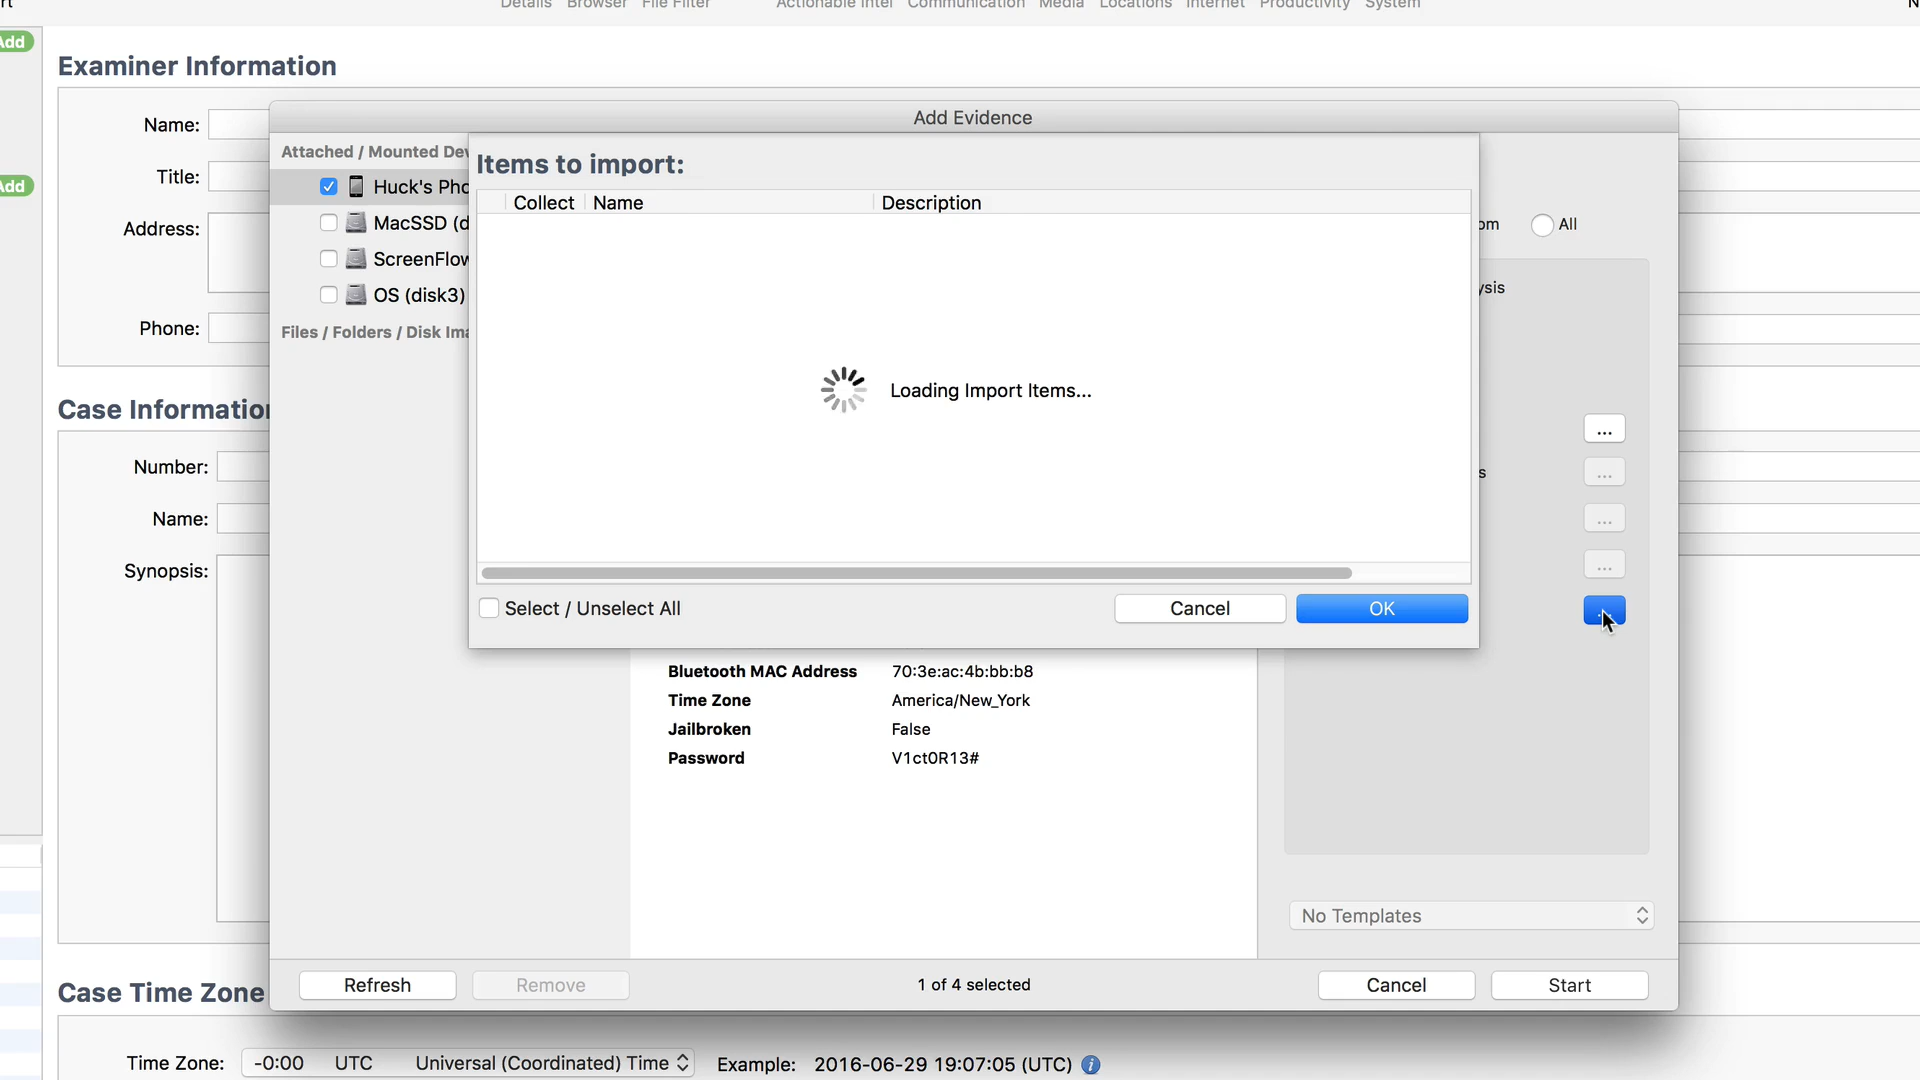 rt
Details Browser File Filter Actionable Intel Communication Media Locations Internet Productivity System
N
Add
Add
Examiner Information
Name:
Title:
Address:
Phone:
Case Information
Number:
Name:
Synopsis:
Case Time Zone
Time Zone: -0:00 UTC Universal (Coordinated) Time Example: 2016-06-29 19:07:05 (UTC) i
Add Evidence
Attached / Mounted Dev
Huck's Pho
MacSSD (d
ScreenFlow
OS (disk3)
Files / Folders / Disk Ima
Items to import:
Collect Name Description
Loading Import Items...
Select / Unselect All
Cancel OK
om All
ysis
...
s ...
...
...
Bluetooth MAC Address 70:3e:ac:4b:bb:b8
Time Zone America/New_York
Jailbroken False
Password V1ct0R13#
No Templates
Refresh Remove 1 of 4 selected Cancel Start